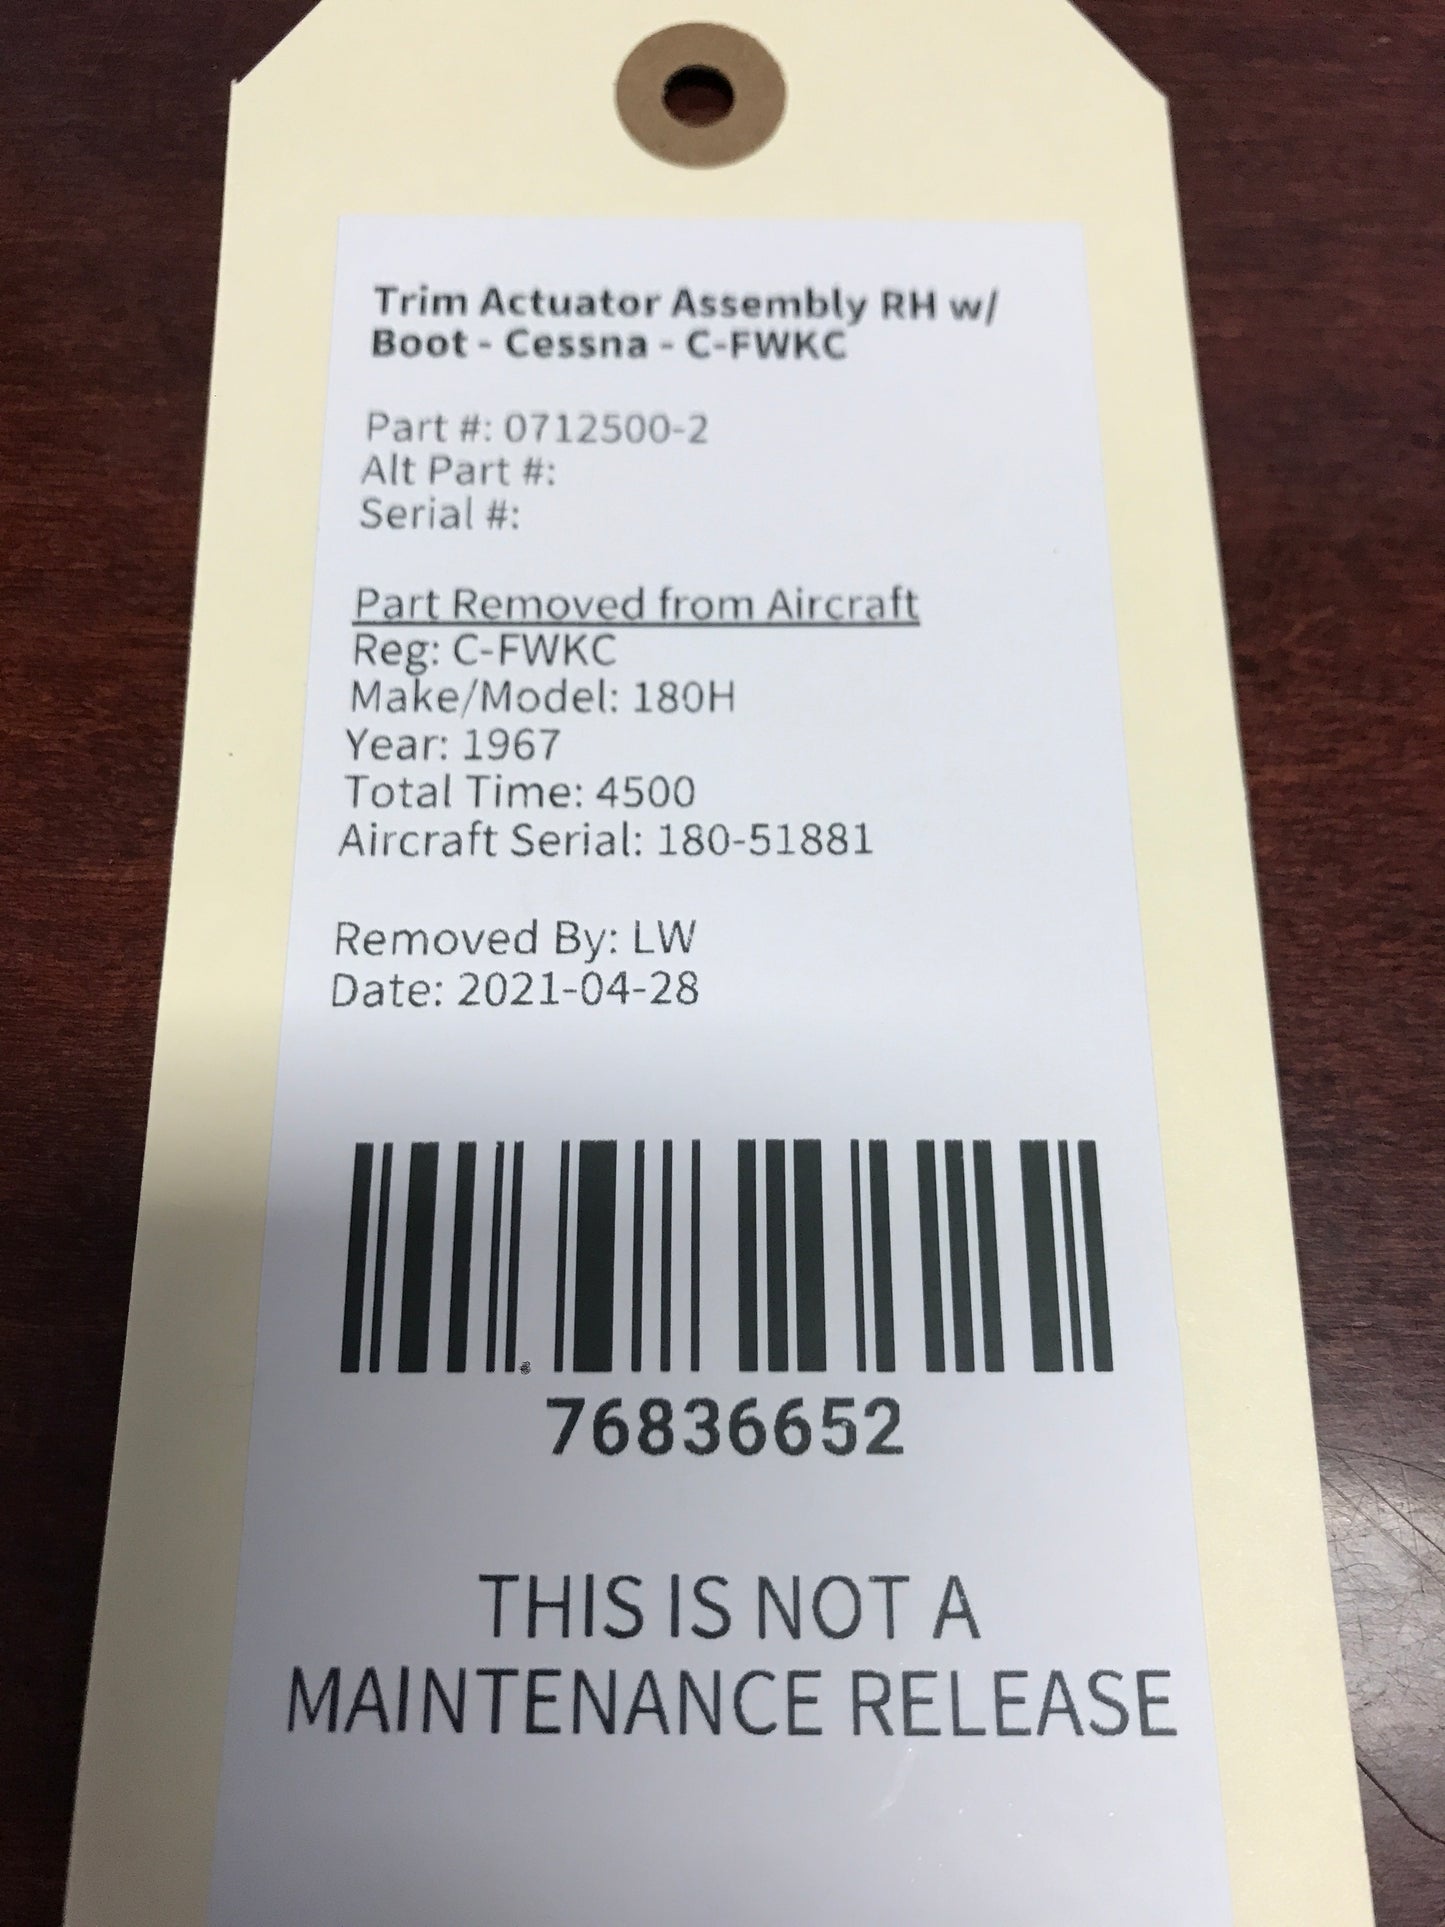 Trim Actuator Assembly RH w/
Boot - Cessna - C-FWKC
Part #: 0712500-2
Alt Part #:
Serial #:
Part Removed from Aircraft
Reg: C-FWKC
Make/Model: 180H
Year: 1967
Total Time: 4500
Aircraft Serial: 180-51881
Removed By: LW
Date: 2021-04-28
76836652
THIS IS NOT A
MAINTENANCE RELEASE